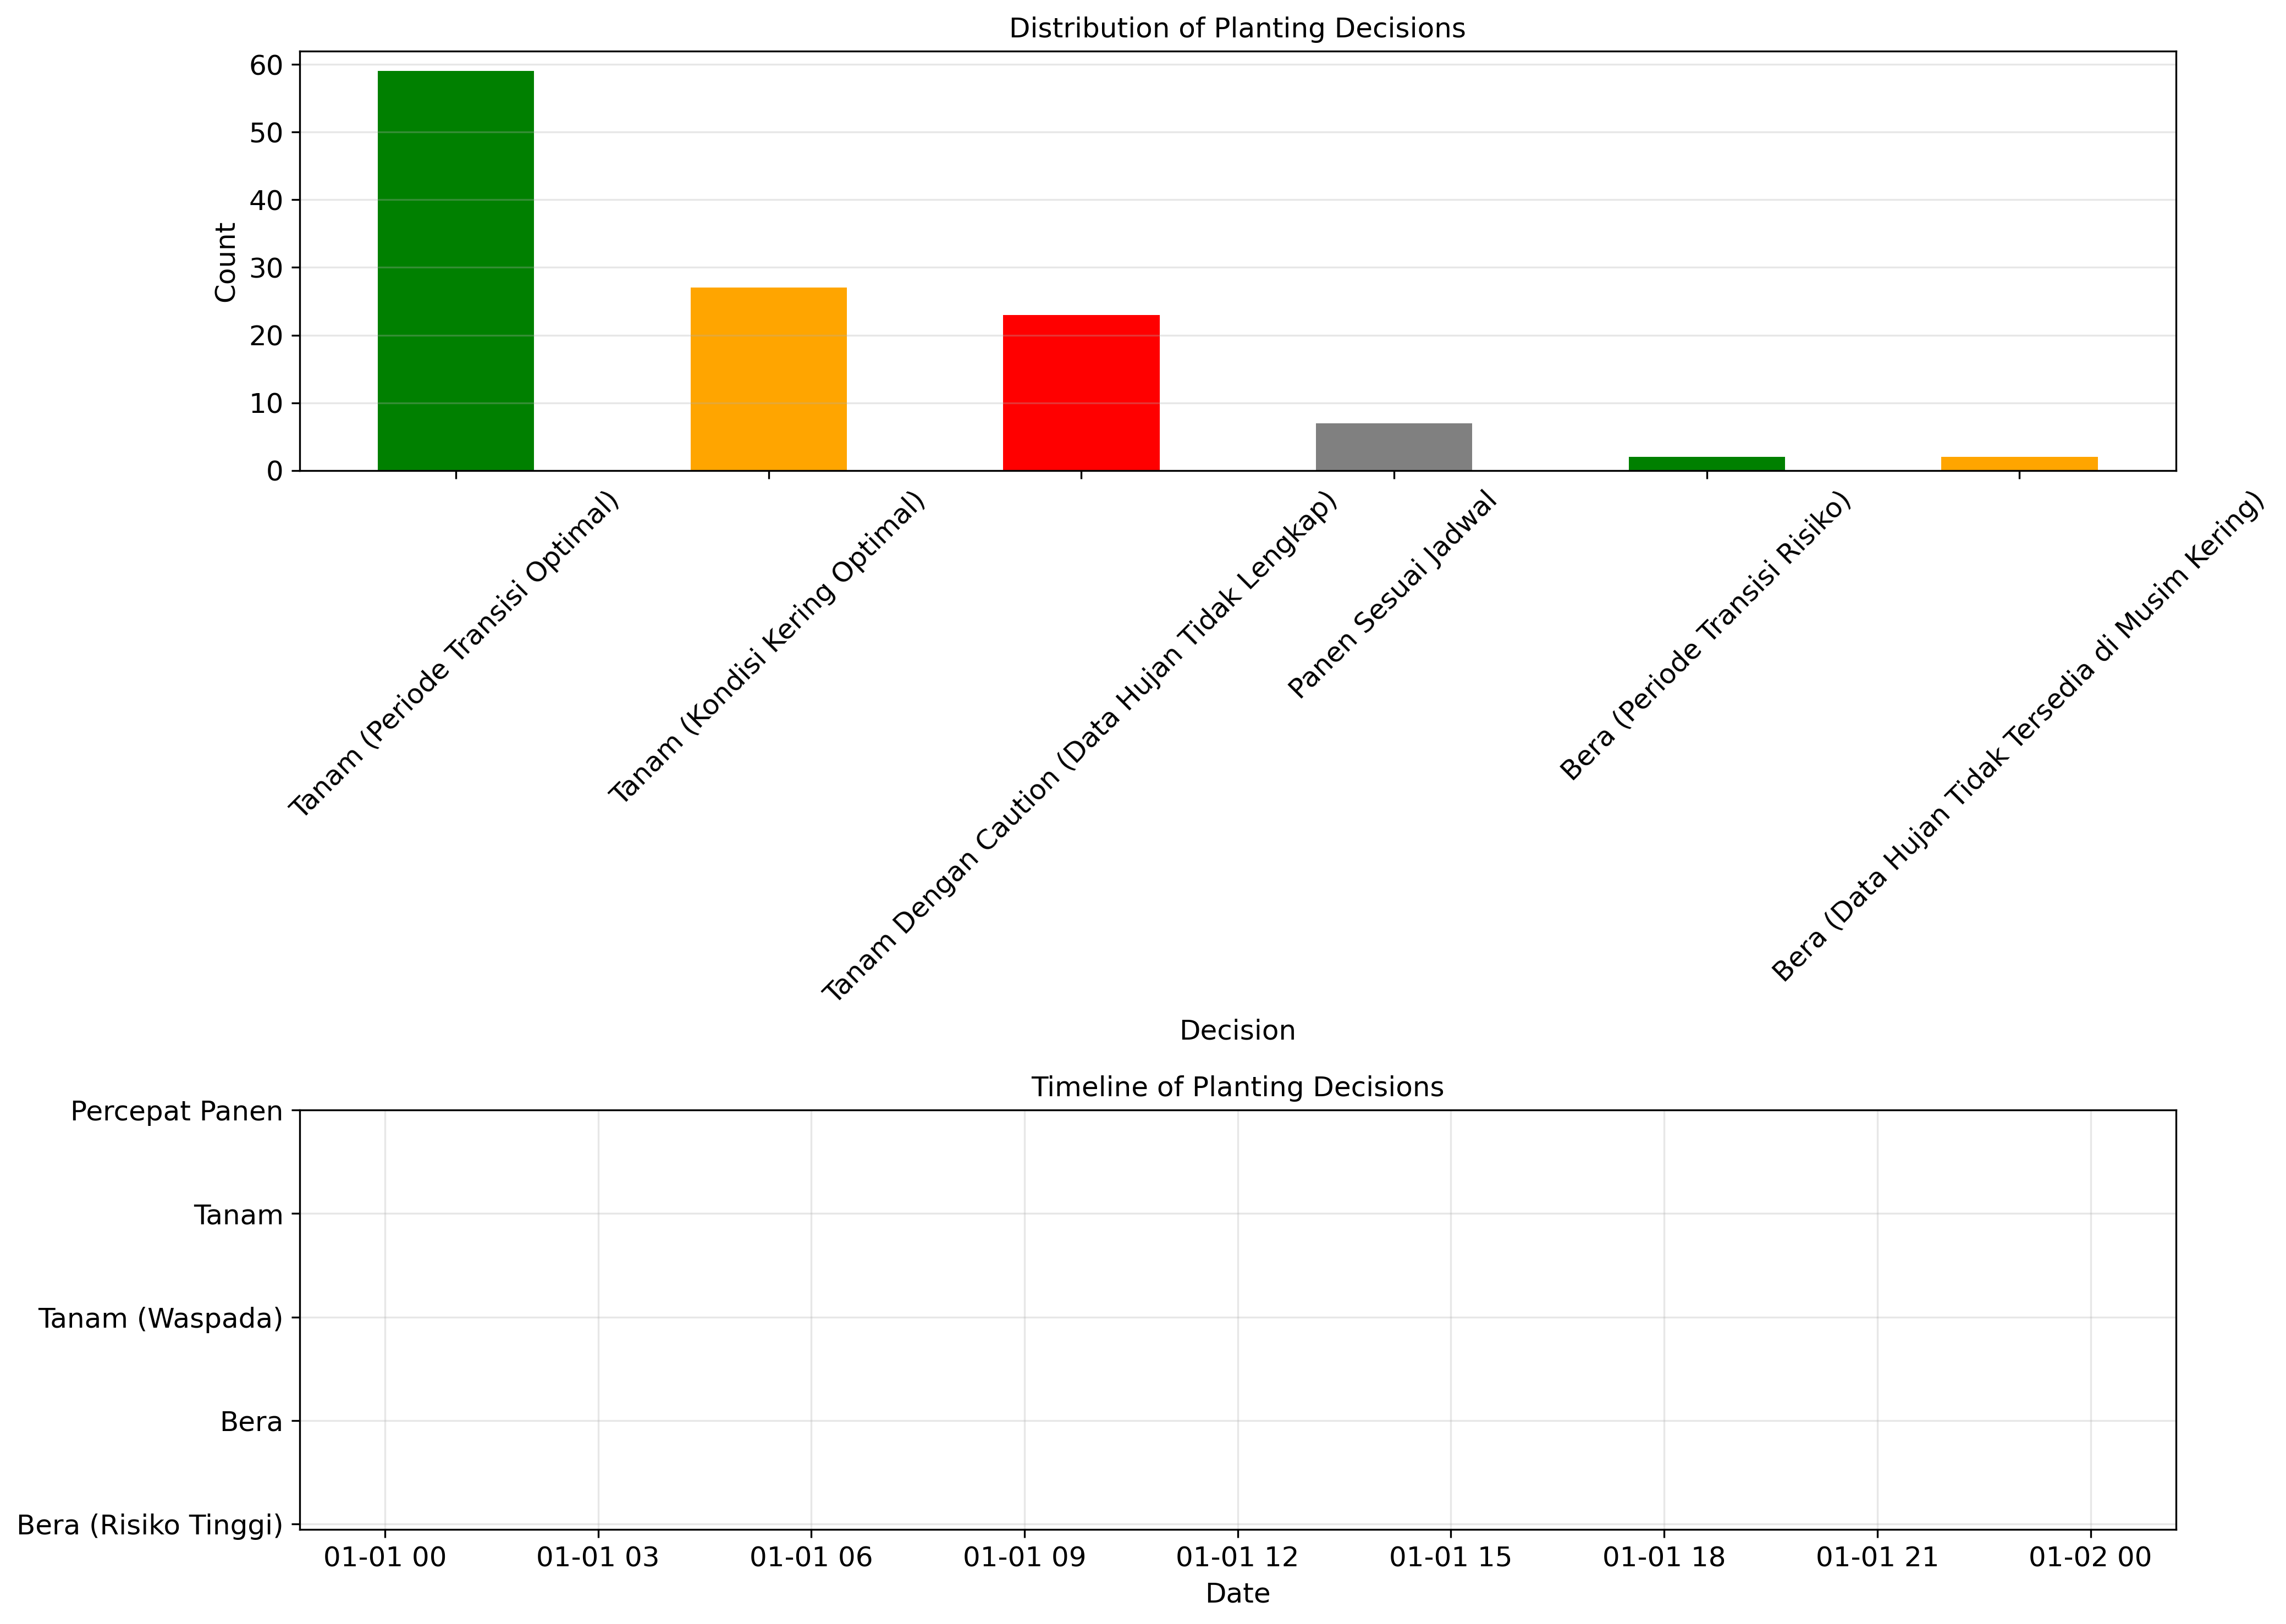 Distribution of Planting Decisions
Count
60
50
40
30
20
10
0
Tanam (Periode Transisi Optimal)
Tanam (Kondisi Kering Optimal)
Tanam Dengan Caution (Data Hujan Tidak Lengkap)
Panen Sesuai Jadwal
Bera (Periode Transisi Risiko)
Bera (Data Hujan Tidak Tersedia di Musim Kering)
Decision
Timeline of Planting Decisions
Percepat Panen
Tanam
Tanam (Waspada)
Bera
Bera (Risiko Tinggi)
01-01 00
01-01 03
01-01 06
01-01 09
01-01 12
01-01 15
01-01 18
01-01 21
01-02 00
Date